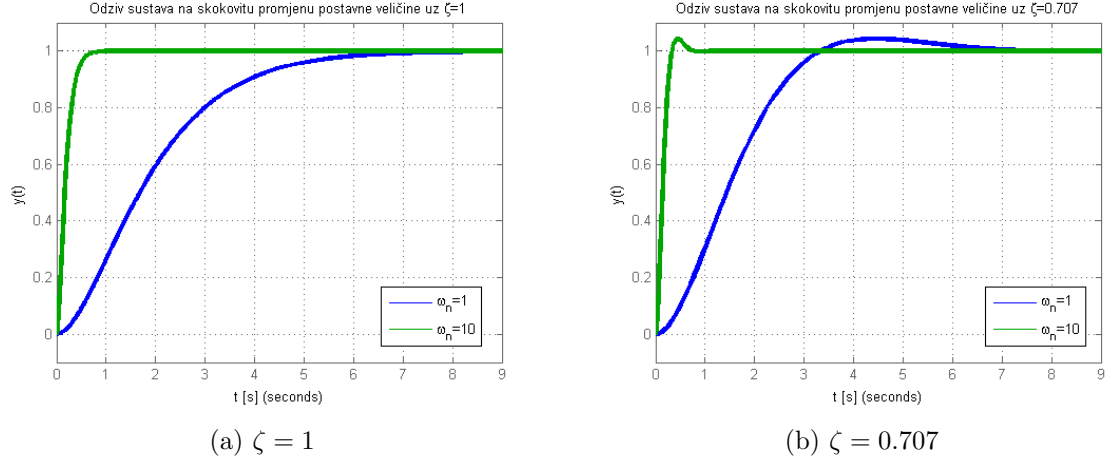 Odziv sustava na skokovitu promjenu postavne veličine uz ζ=1
y(t)
1
0.8
0.6
0.4
0.2
0
ω_n=1
ω_n=10
0 1 2 3 4 5 6 7 8 9
t [s] (seconds)
(a) ζ = 1
Odziv sustava na skokovitu promjenu postavne veličine uz ζ=0.707
y(t)
1
0.8
0.6
0.4
0.2
0
ω_n=1
ω_n=10
0 1 2 3 4 5 6 7 8 9
t [s] (seconds)
(b) ζ = 0.707